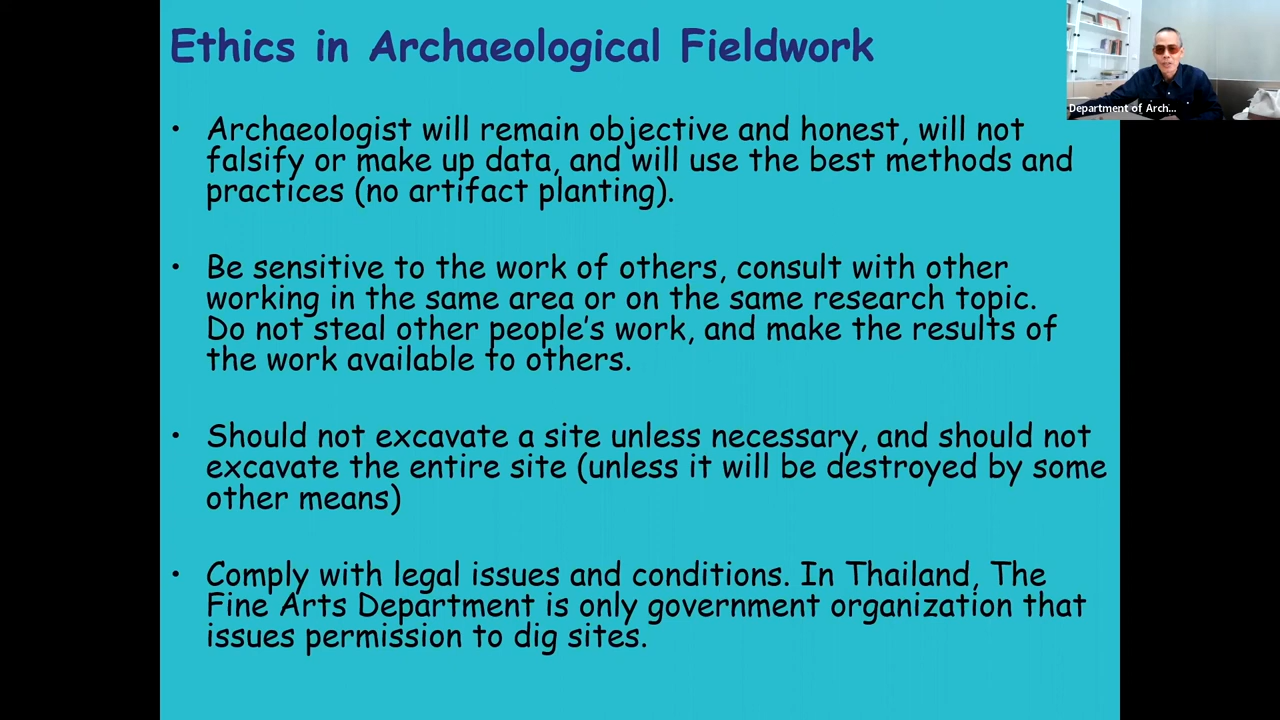 Ethics in Archaeological Fieldwork
• Archaeologist will remain objective and honest, will not
falsify or make up data, and will use the best methods and
practices (no artifact planting).
• Be sensitive to the work of others, consult with other
working in the same area or on the same research topic.
Do not steal other people’s work, and make the results of
the work available to others.
• Should not excavate a site unless necessary, and should not
excavate the entire site (unless it will be destroyed by some
other means)
• Comply with legal issues and conditions. In Thailand, The
Fine Arts Department is only government organization that
issues permission to dig sites.
Department of Arch...